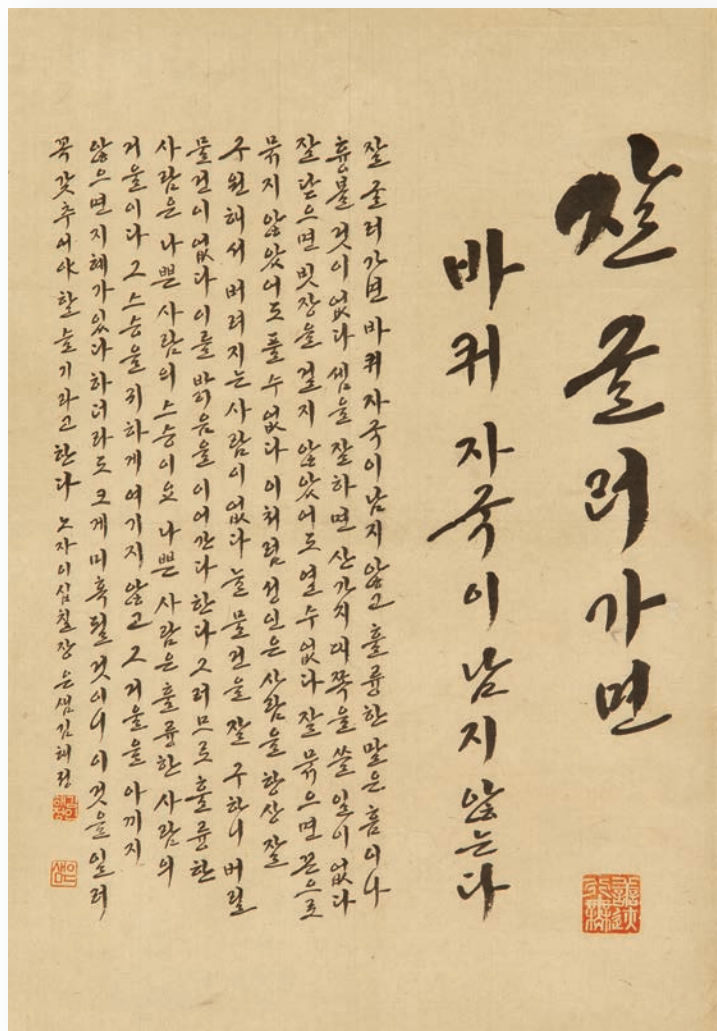 잘 굴러가면
바퀴 자국이 남지 않는다
잘 굴러가면 바퀴 자국이 남지 않고 훌륭한 말은 흠이나
흉볼 것이 없다 셈을 잘하면 산가지 대쪽을 쓸 일이 없다
잘 닫으면 빗장을 걸지 않았어도 열 수 없다 잘 묶으면 끈으로
묶지 않았어도 풀 수 없다 이처럼 성인은 사람을 항상 잘
구원해서 버려지는 사람이 없다 늘 물건을 잘 구하니 버릴
물건이 없다 이를 밝음을 이어간다 한다 그러므로 훌륭한
사람은 나쁜 사람의 스승이요 나쁜 사람은 훌륭한 사람의
거울이다 그 스승을 귀하게 여기지 않고 그 거울을 아끼지
않으면 지혜가 있다 하더라도 크게 미혹될 것이니 이것을 일러
꼭 갖추어야 할 슬기라고 한다 노자 이십칠장 은샘 김혜정
은샘